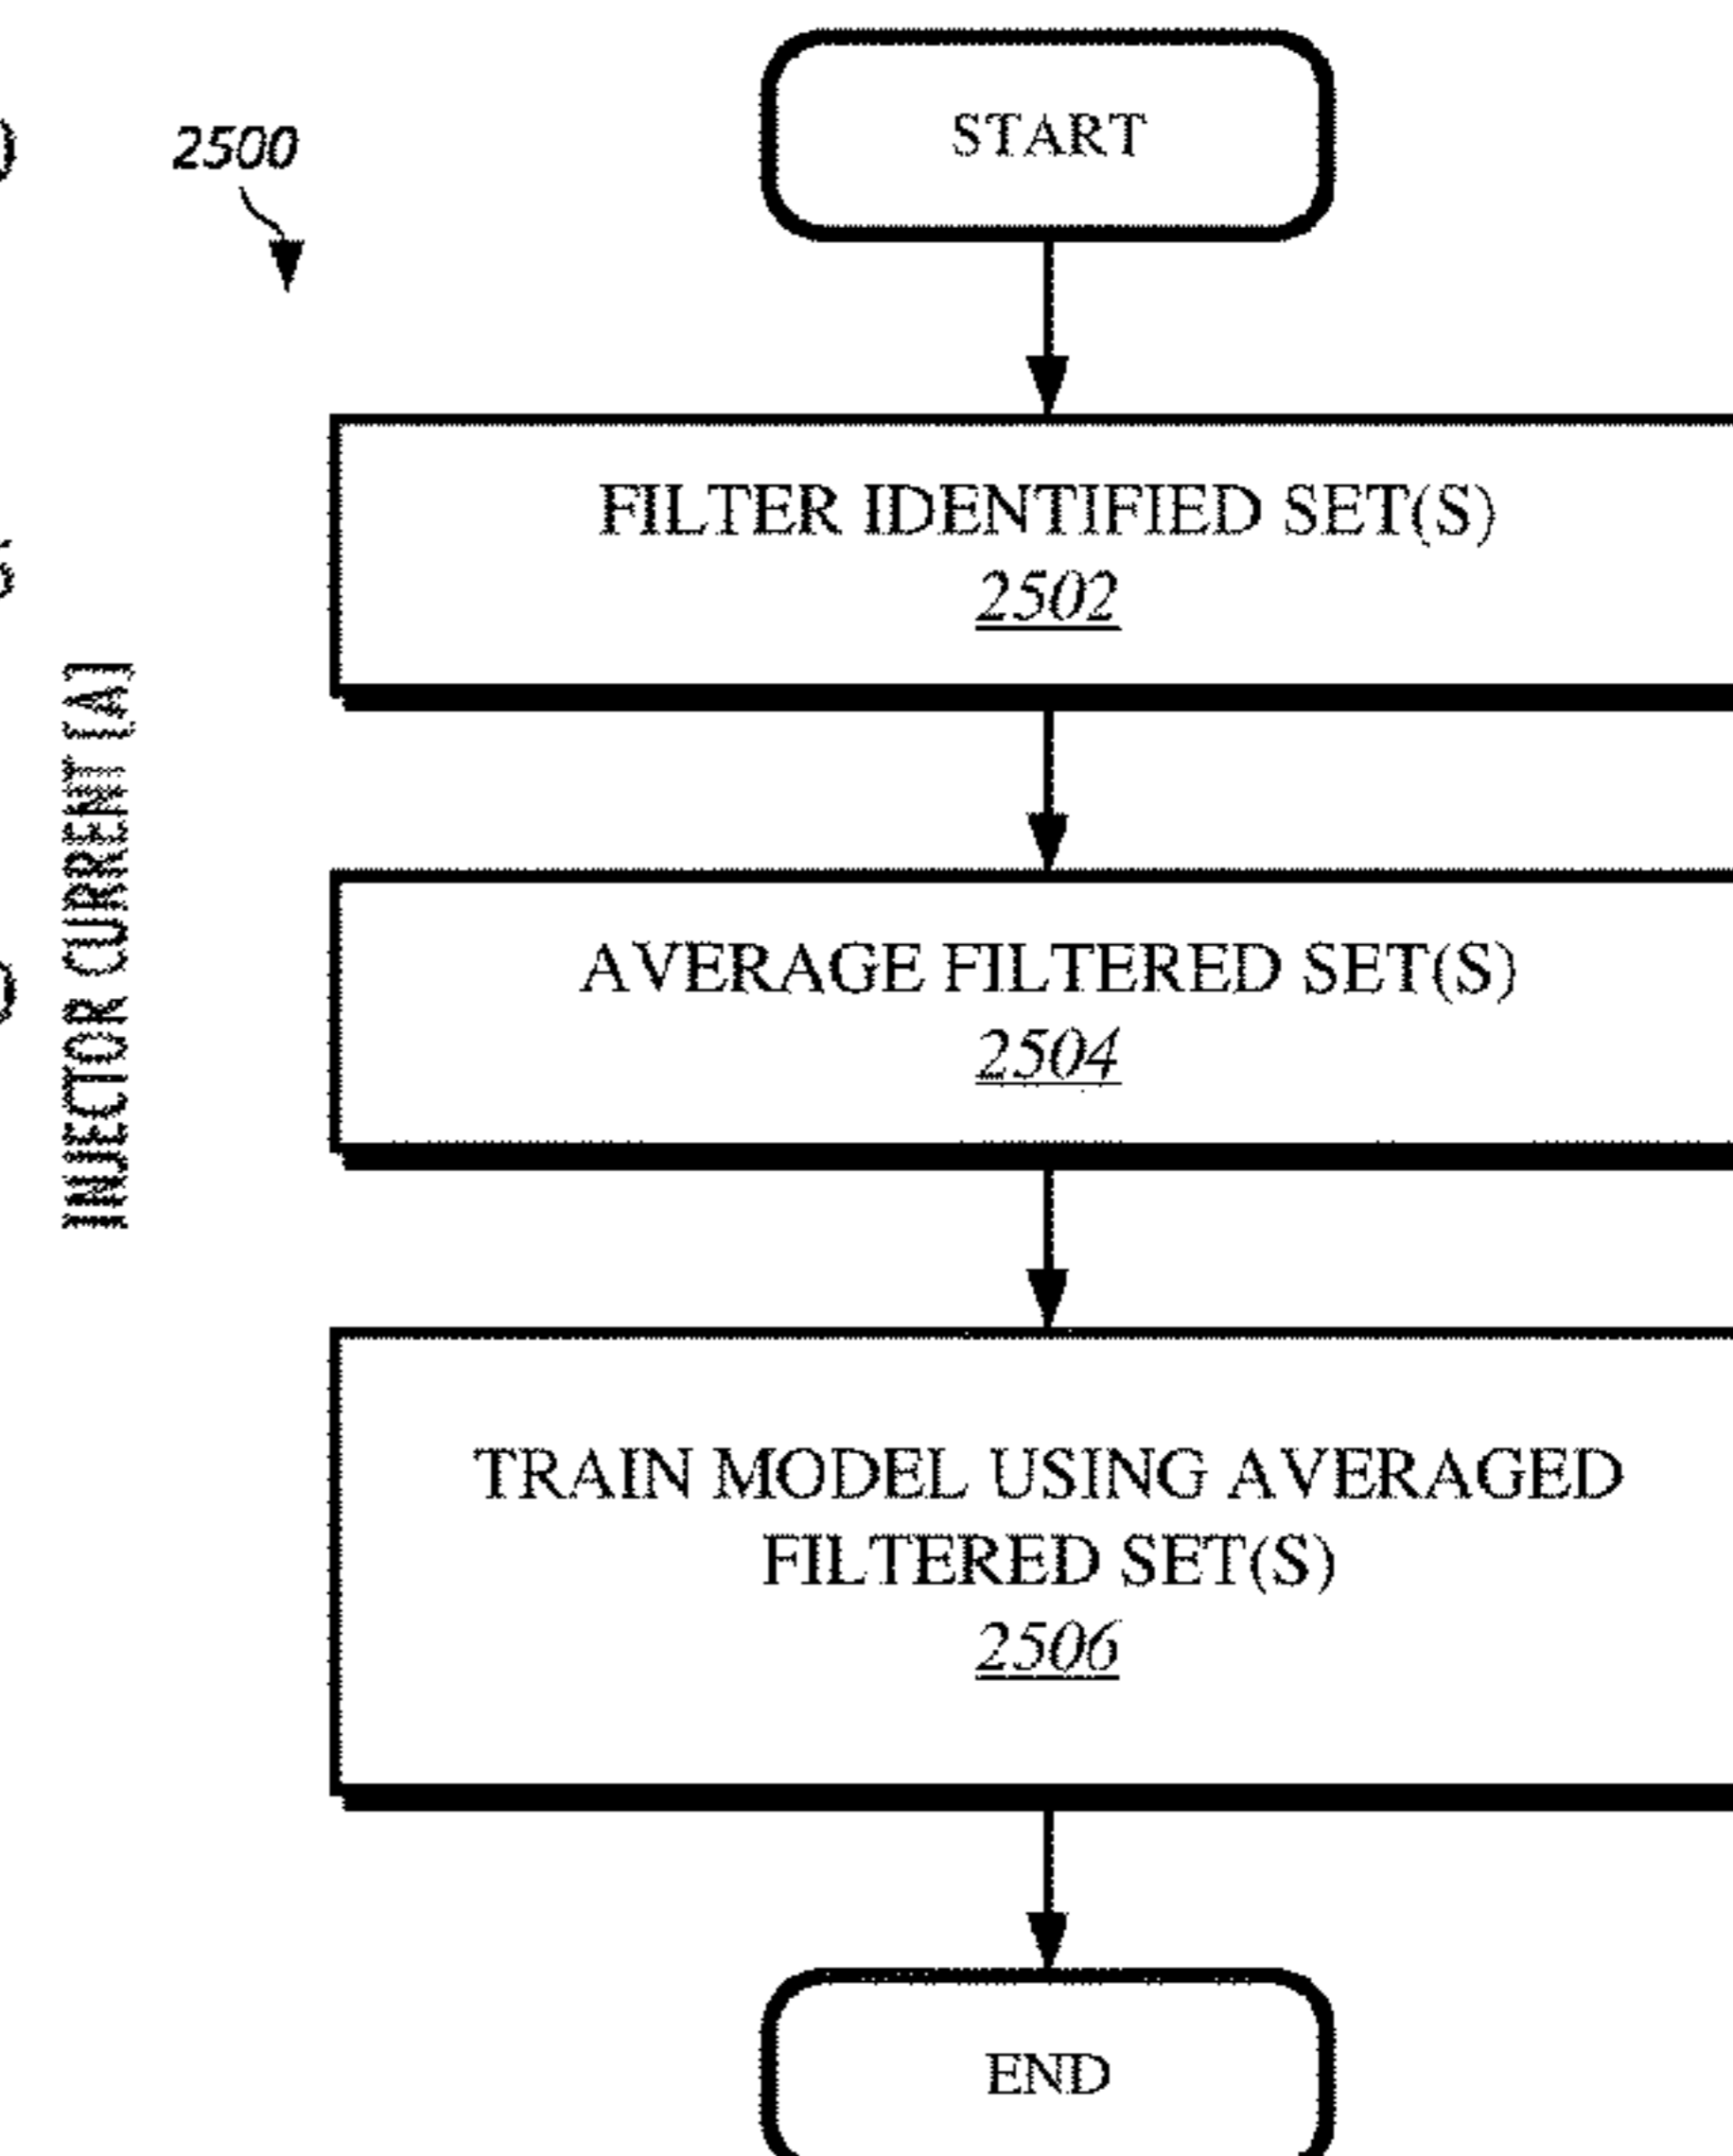 2500
START
FILTER IDENTIFIED SET(S)
2502
INJECTOR CURRENT [A]
AVERAGE FILTERED SET(S)
2504
TRAIN MODEL USING AVERAGED
FILTERED SET(S)
2506
END